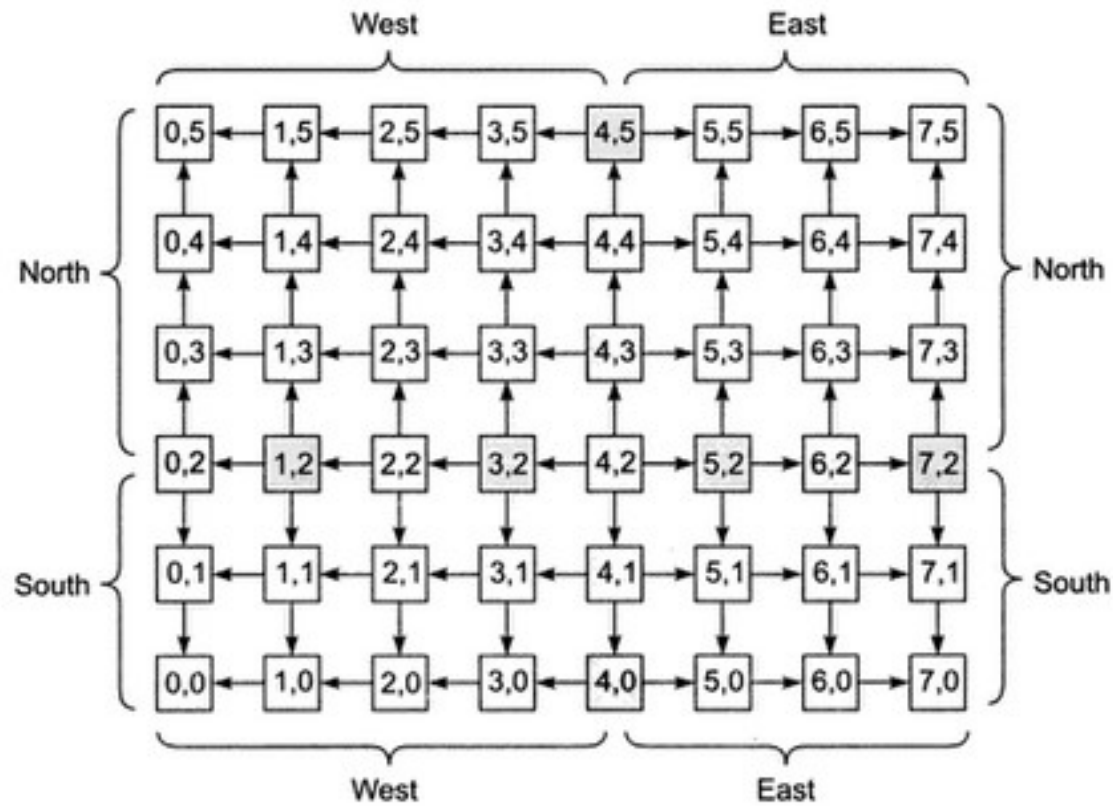 West East
0,5 1,5 2,5 3,5 4,5 5,5 6,5 7,5
0,4 1,4 2,4 3,4 4,4 5,4 6,4 7,4
North North
0,3 1,3 2,3 3,3 4,3 5,3 6,3 7,3
0,2 1,2 2,2 3,2 4,2 5,2 6,2 7,2
0,1 1,1 2,1 3,1 4,1 5,1 6,1 7,1
South South
0,0 1,0 2,0 3,0 4,0 5,0 6,0 7,0
West East